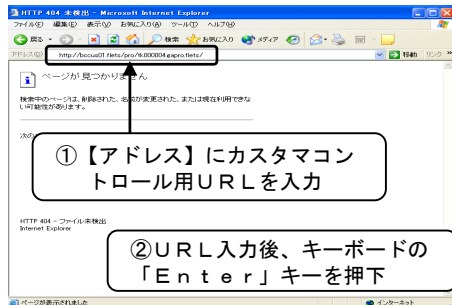 HTTP 404 未検出 - Microsoft Internet Explorer
ファイル(F) 編集(E) 表示(V) お気に入り(A) ツール(T) ヘルプ(H)
戻る 検索 お気に入り メディア
アドレス(D) http://bccus01.flets/pro/tk000004.eapro.flets/ 移動 リンク »
ページが見つかりません
検索中のページは、削除された、名前が変更された、または現在利用できな
い可能性があります。
①【アドレス】にカスタマコン
トロール用URLを入力
HTTP 404 - ファイル未検出
Internet Explorer
②URL入力後、キーボードの
「Enter」キーを押下
ページが表示されました
インターネット